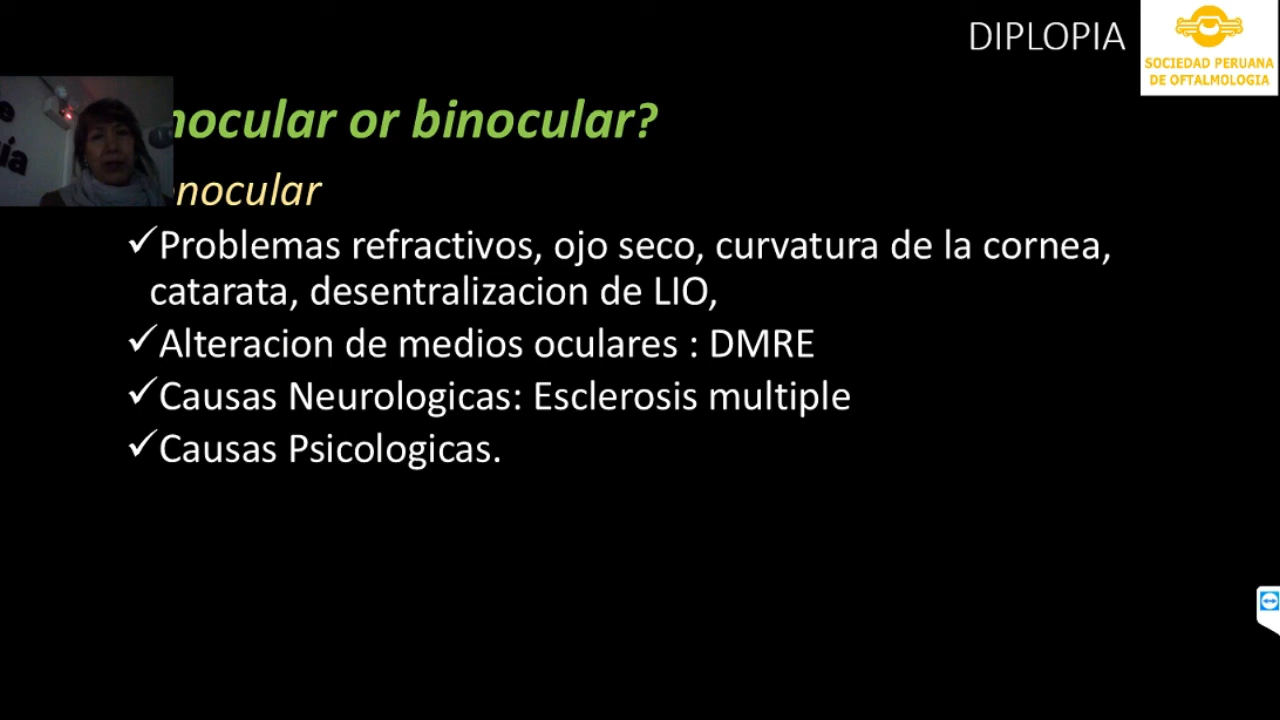 DIPLOPIA
SOCIEDAD PERUANA
DE OFTALMOLOGIA
nocular or binocular?
nocular
✓Problemas refractivos, ojo seco, curvatura de la cornea,
catarata, desentralizacion de LIO,
✓Alteracion de medios oculares : DMRE
✓Causas Neurologicas: Esclerosis multiple
✓Causas Psicologicas.